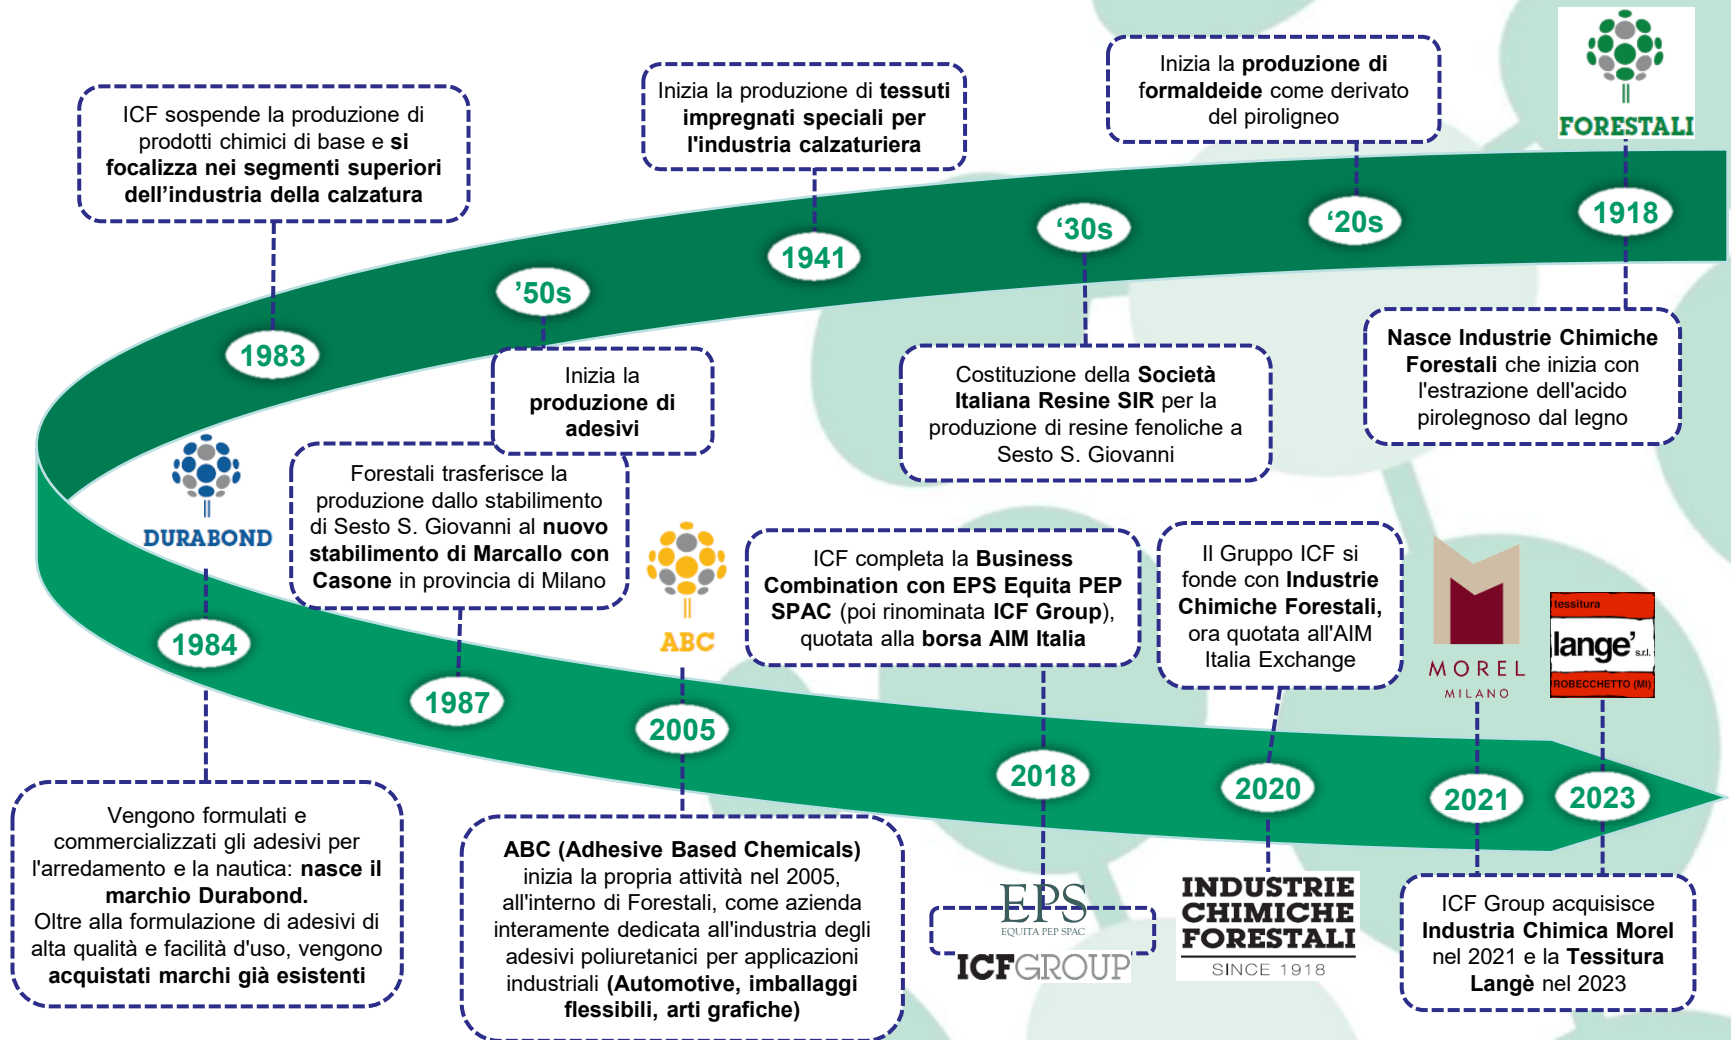 FORESTALI
Inizia la produzione di
formaldeide come derivato
del piroligneo
Inizia la produzione di tessuti
impregnati speciali per
l'industria calzaturiera
ICF sospende la produzione di
prodotti chimici di base e si
focalizza nei segmenti superiori
dell’industria della calzatura
1918
‘20s
‘30s
1941
’50s
1983
Nasce Industrie Chimiche
Forestali che inizia con
l'estrazione dell'acido
pirolegnoso dal legno
Costituzione della Società
Italiana Resine SIR per la
produzione di resine fenoliche a
Sesto S. Giovanni
Inizia la
produzione di
adesivi
DURABOND
Forestali trasferisce la
produzione dallo stabilimento
di Sesto S. Giovanni al nuovo
stabilimento di Marcallo con
Casone in provincia di Milano
ABC
ICF completa la Business
Combination con EPS Equita PEP
SPAC (poi rinominata ICF Group),
quotata alla borsa AIM Italia
Il Gruppo ICF si
fonde con Industrie
Chimiche Forestali,
ora quotata all'AIM
Italia Exchange
MOREL
MILANO
tessitura
lange' s.r.l.
ROBECCHETTO (MI)
1984
1987
2005
2018
2020
2021
2023
Vengono formulati e
commercializzati gli adesivi per
l'arredamento e la nautica: nasce il
marchio Durabond.
Oltre alla formulazione di adesivi di
alta qualità e facilità d'uso, vengono
acquistati marchi già esistenti
ABC (Adhesive Based Chemicals)
inizia la propria attività nel 2005,
all'interno di Forestali, come azienda
interamente dedicata all'industria degli
adesivi poliuretanici per applicazioni
industriali (Automotive, imballaggi
flessibili, arti grafiche)
EPS
EQUITA PEP SPAC
ICFGROUP
INDUSTRIE
CHIMICHE
FORESTALI
SINCE 1918
ICF Group acquisisce
Industria Chimica Morel
nel 2021 e la Tessitura
Langè nel 2023